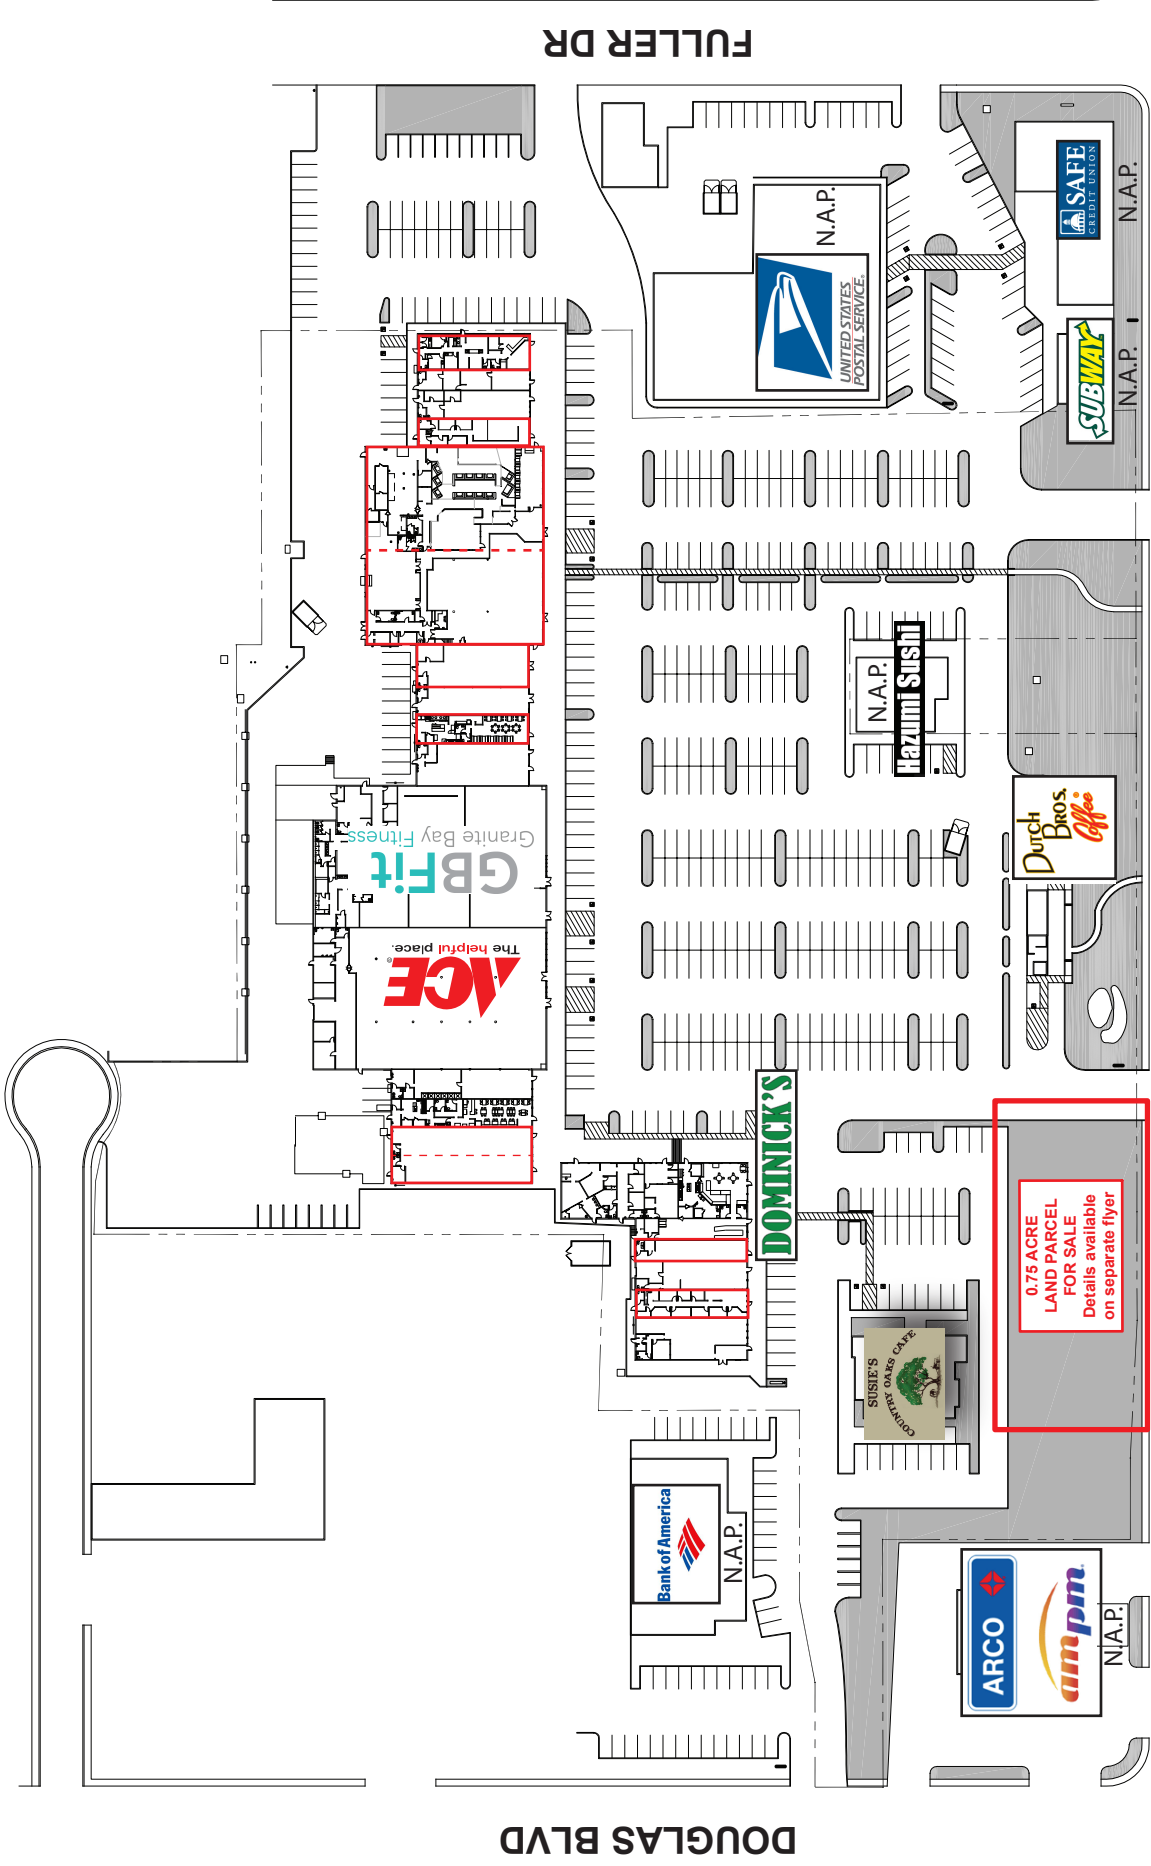 FULLER DR
SAFE
CREDIT UNION
N.A.P.
N.A.P.
UNITED STATES
POSTAL SERVICE®
SUBWAY
N.A.P.
N.A.P.
Hazumi Sushi
DUTCH
BROS.
Coffee
GBFit
Granite Bay Fitness
ACE®
The helpful place.
DOMINICK'S
0.75 ACRE
LAND PARCEL
FOR SALE
Details available
on separate flyer
SUSIE'S
COUNTRY OAKS CAFE
Bank of America
N.A.P.
ARCO
ampm
N.A.P.
DOUGLAS BLVD